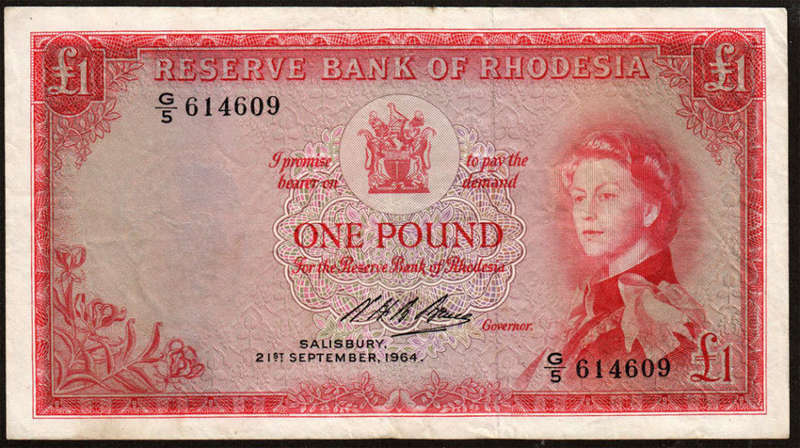 £1 RESERVE BANK OF RHODESIA £1
G/5 614609
I promise to pay the
bearer on demand
ONE POUND
For the Reserve Bank of Rhodesia
Governor.
SALISBURY.
21ST SEPTEMBER, 1964.
G/5 614609 £1